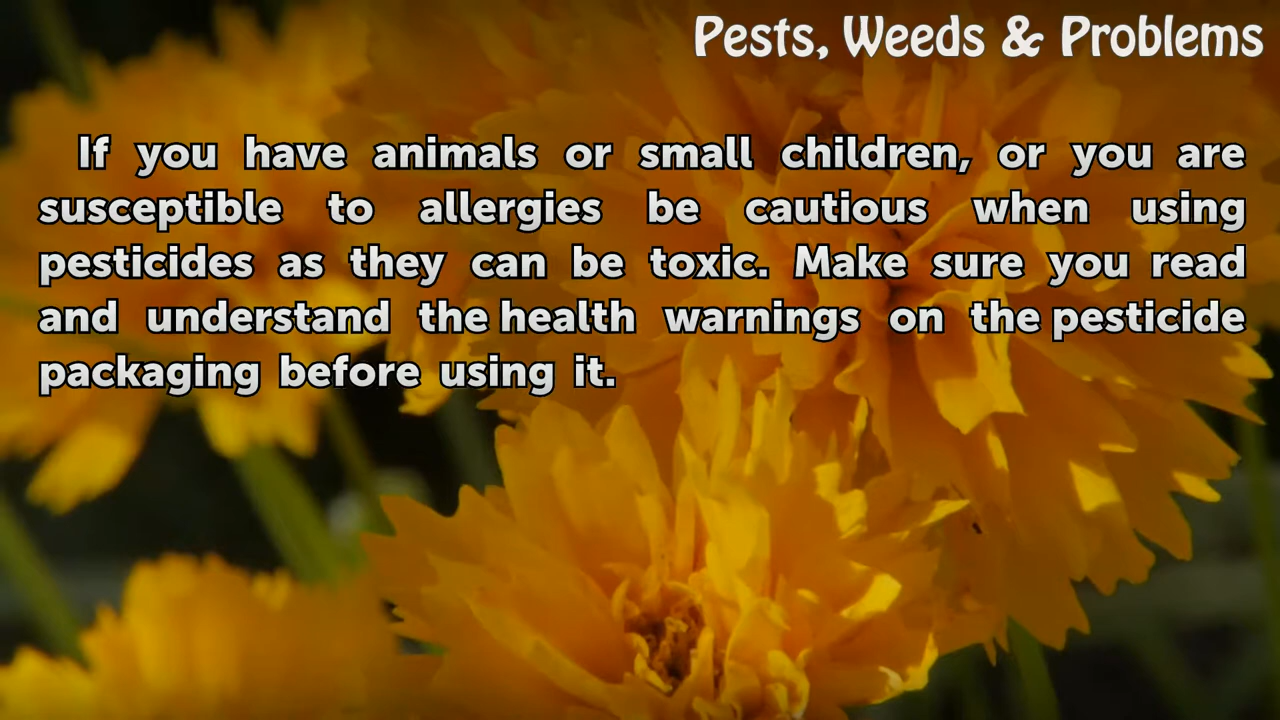 Pests, Weeds & Problems
If you have animals or small children, or you are
susceptible to allergies be cautious when using
pesticides as they can be toxic. Make sure you read
and understand the health warnings on the pesticide
packaging before using it.